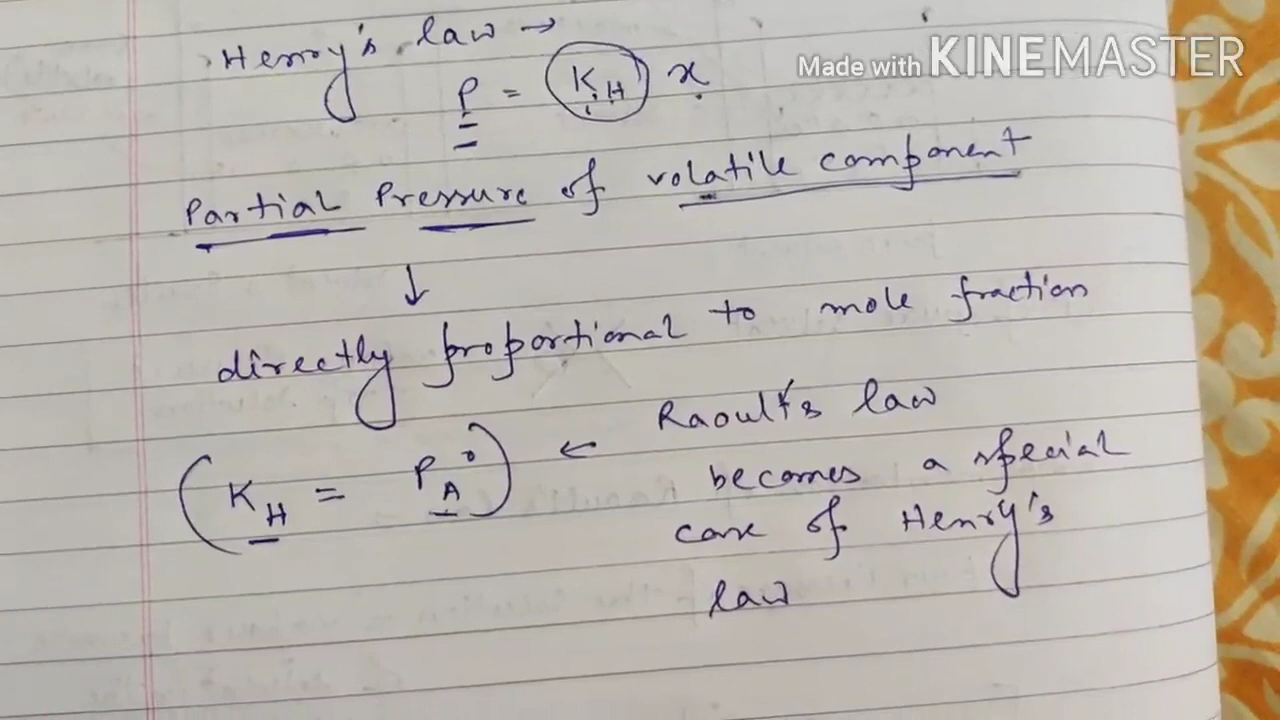 Henry's law →
Made with KINEMASTER
P = K_H x
Partial Pressure of volatile component
↓
directly proportional to mole fraction
(K_H = P_A°) ← Raoult's law
becomes a special
case of Henry's
law